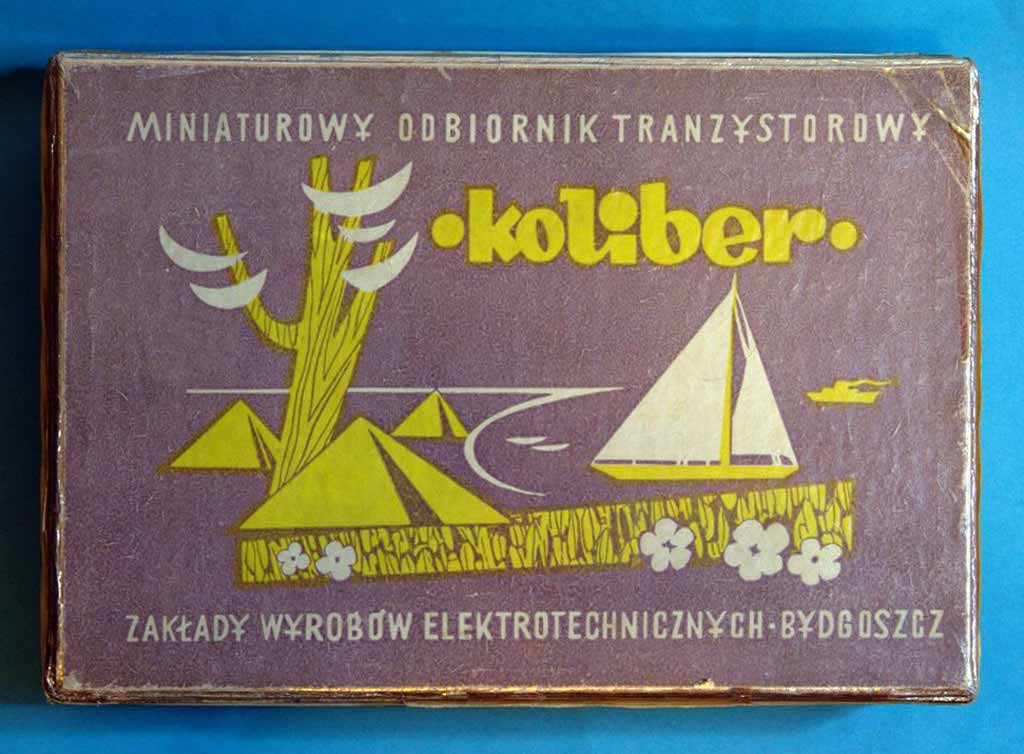 MINIATUROWY ODBIORNIK TRANZYSTOROWY
•koliber•
ZAKŁADY WYROBÓW ELEKTROTECHNICZNYCH • BYDGOSZCZ